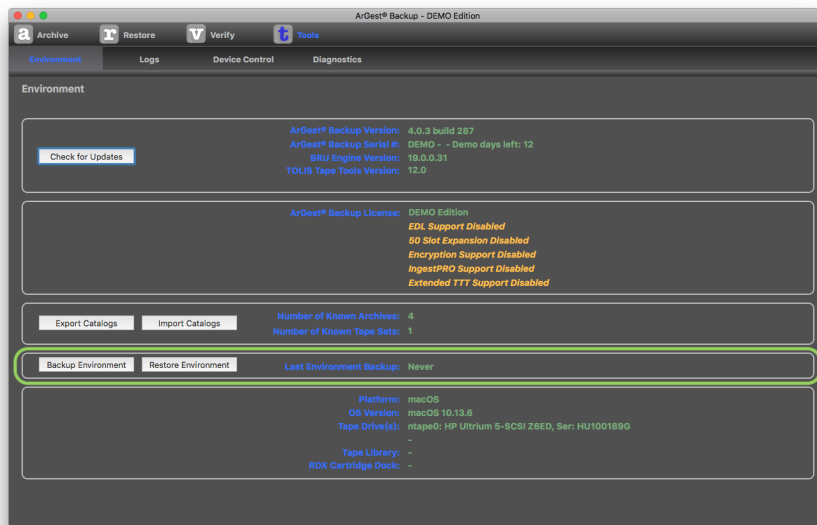 ArGest® Backup - DEMO Edition
a Archive r Restore V Verify t Tools
Environment Logs Device Control Diagnostics
Environment
ArGest® Backup Version: 4.0.3 build 287
Check for Updates
ArGest® Backup Serial #: DEMO - - Demo days left: 12
BRU Engine Version: 19.0.0.31
TOLIS Tape Tools Version: 12.0
ArGest® Backup License: DEMO Edition
EDL Support Disabled
50 Slot Expansion Disabled
Encryption Support Disabled
IngestPRO Support Disabled
Extended TTT Support Disabled
Export Catalogs Import Catalogs
Number of Known Archives: 4
Number of Known Tape Sets: 1
Backup Environment Restore Environment Last Environment Backup: Never
Platform: macOS
OS Version: macOS 10.13.6
Tape Drive(s): ntape0: HP Ultrium 5-SCSI Z6ED, Ser: HU100189G
-
Tape Library: -
RDX Cartridge Dock: -